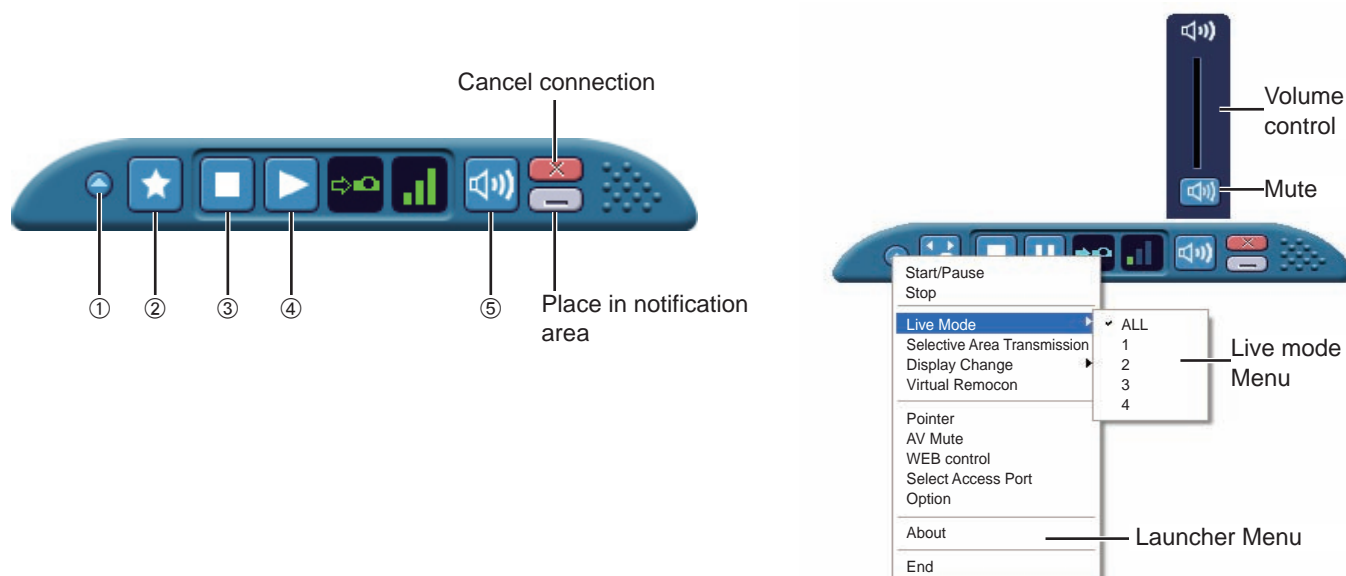 Cancel connection
①
②
③
④
⑤
Place in notification
area
Volume
control
Mute
Start/Pause
Stop
Live Mode
Selective Area Transmission
Display Change
Virtual Remocon
Pointer
AV Mute
WEB control
Select Access Port
Option
About
End
✔ ALL
1
2
3
4
Live mode
Menu
Launcher Menu